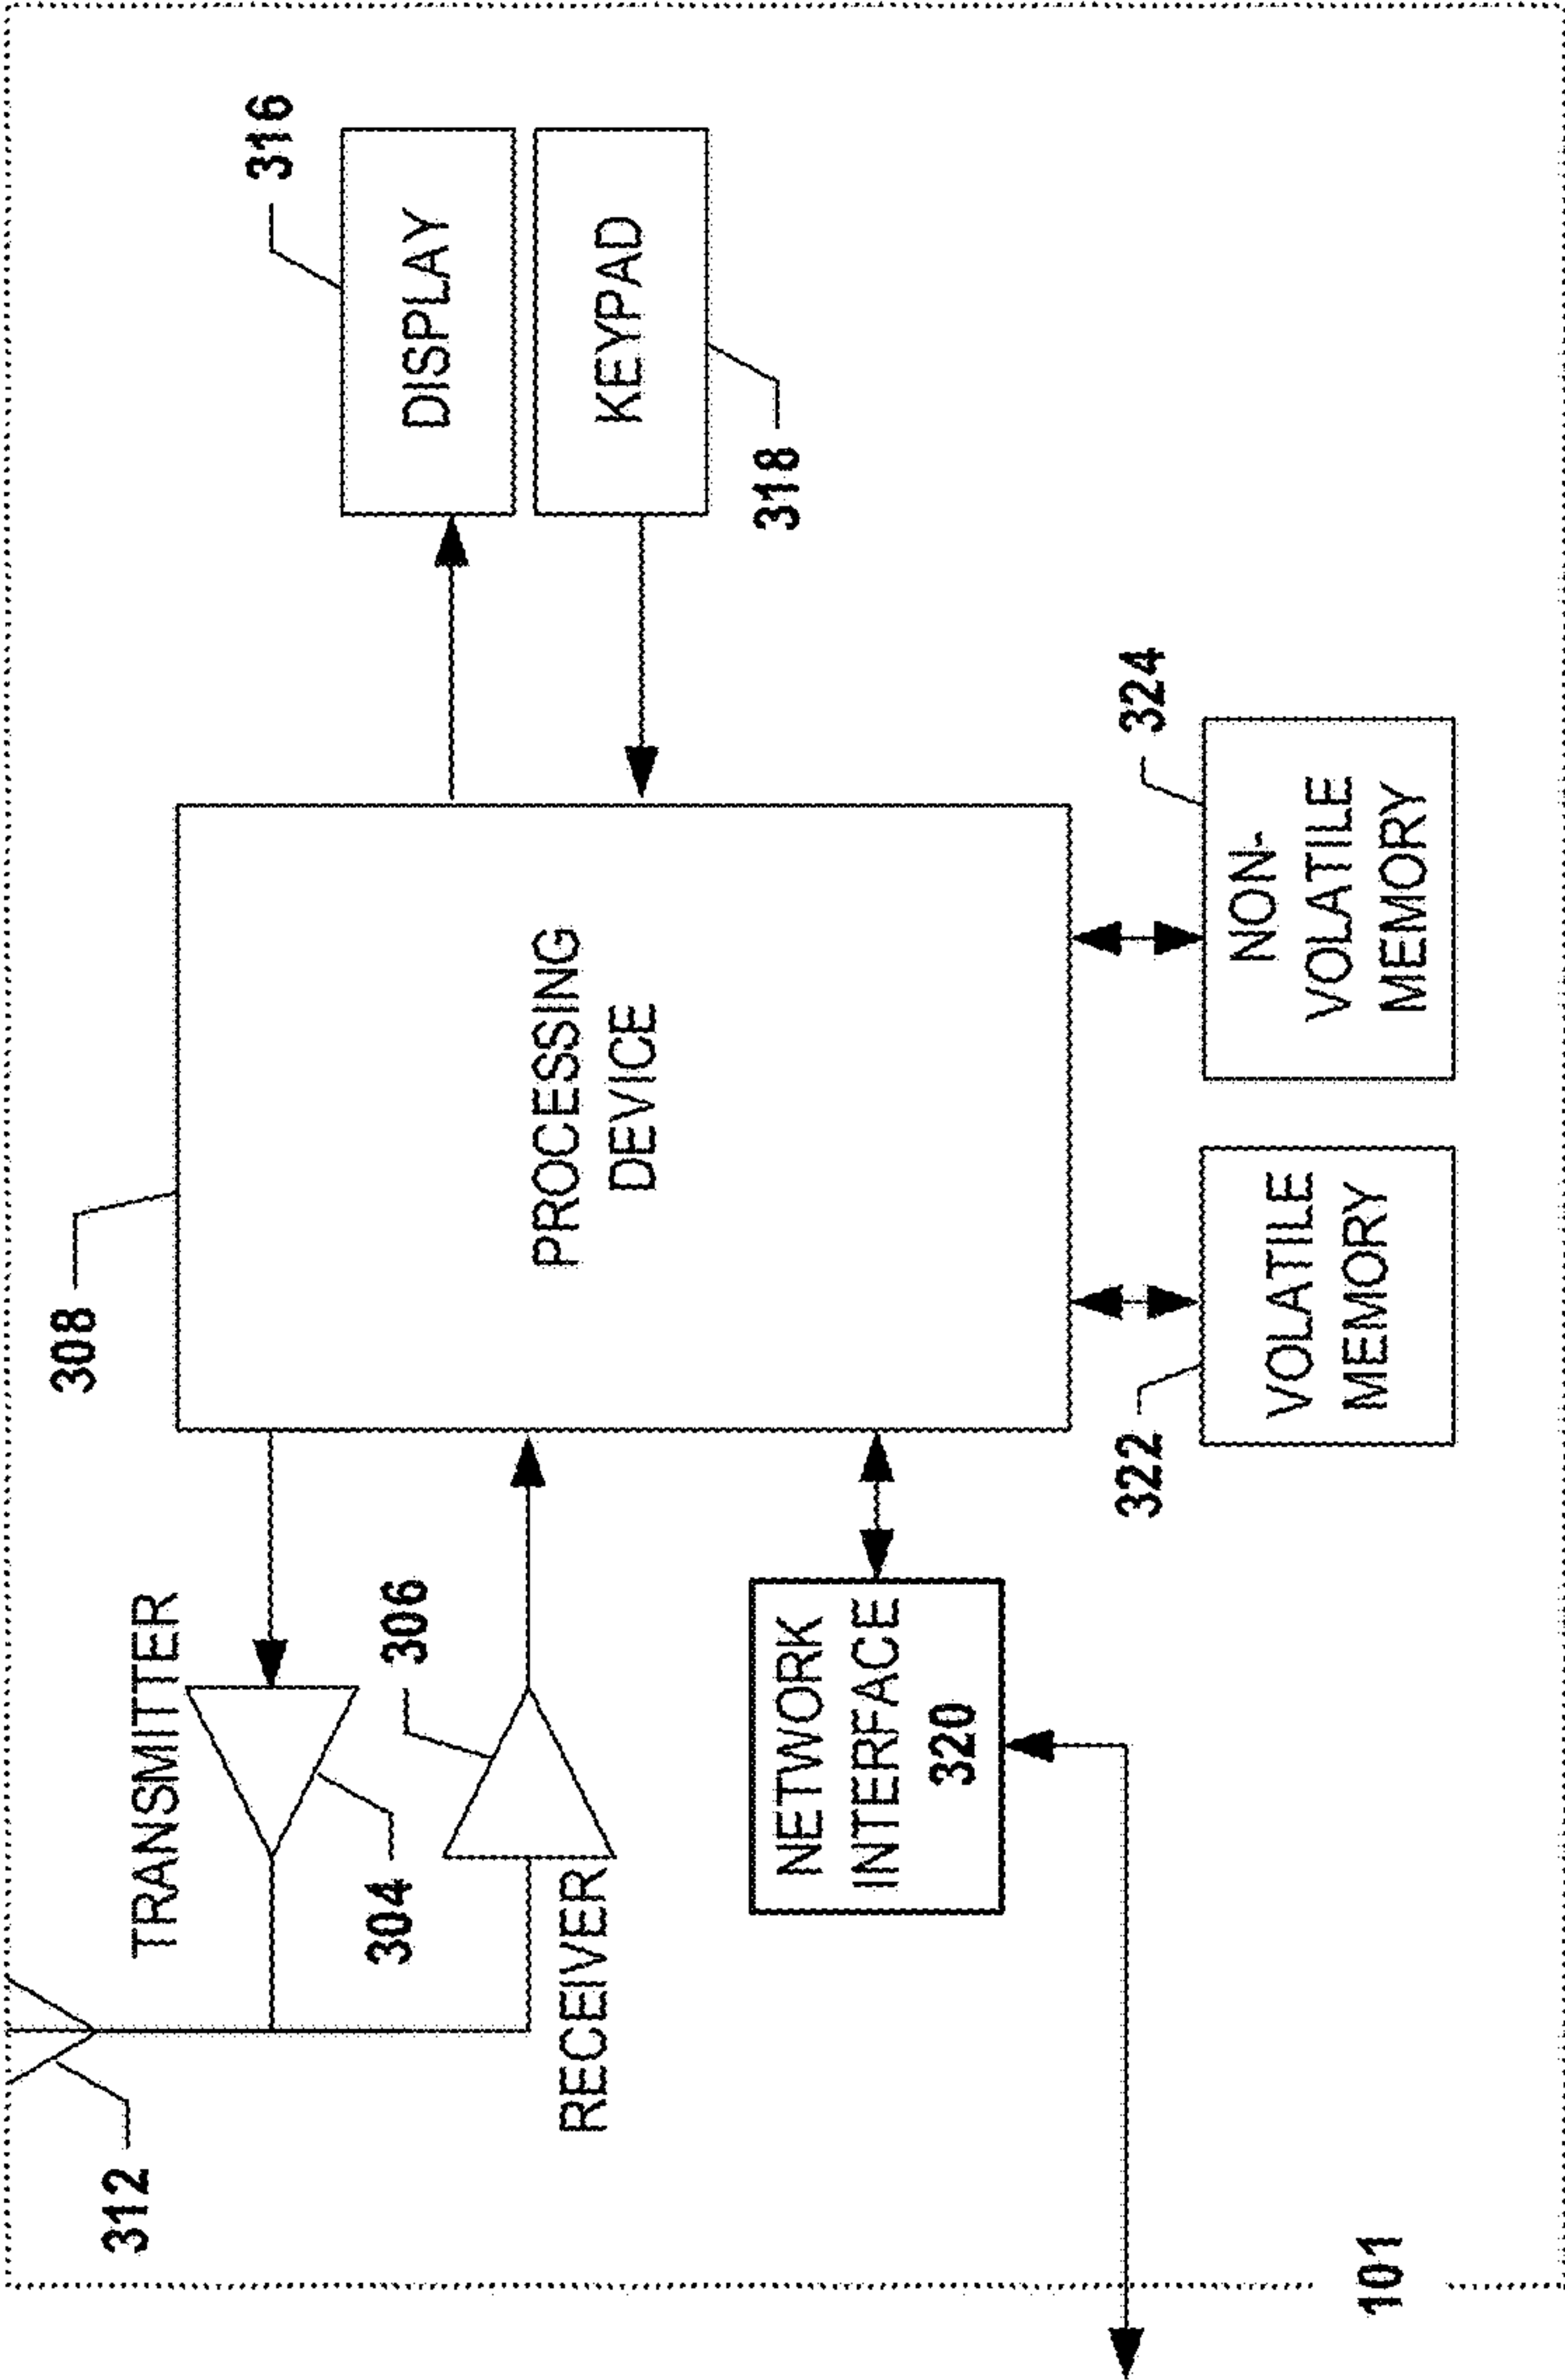 312
TRANSMITTER
304
306
RECEIVER
308
PROCESSING
DEVICE
316
DISPLAY
KEYPAD
318
NETWORK
INTERFACE
320
322
VOLATILE
MEMORY
324
NON-
VOLATILE
MEMORY
101